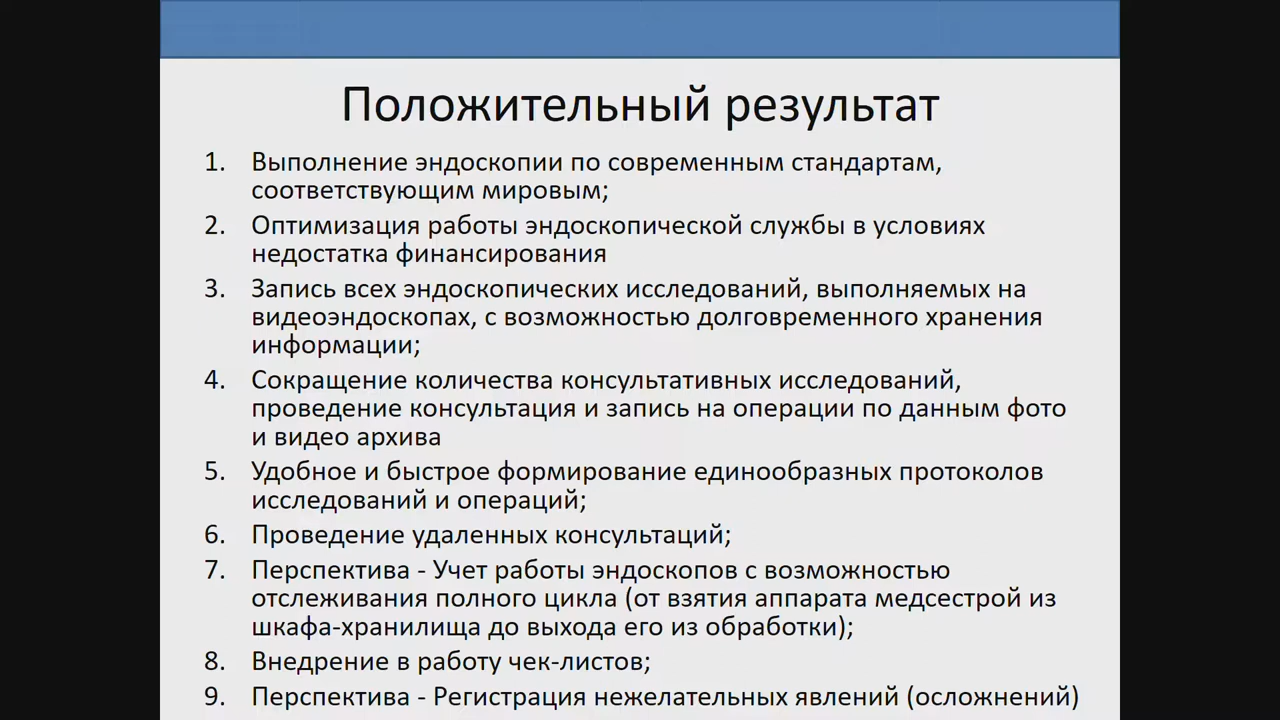 Положительный результат
1. Выполнение эндоскопии по современным стандартам,
соответствующим мировым;
2. Оптимизация работы эндоскопической службы в условиях
недостатка финансирования
3. Запись всех эндоскопических исследований, выполняемых на
видеоэндоскопах, с возможностью долговременного хранения
информации;
4. Сокращение количества консультативных исследований,
проведение консультация и запись на операции по данным фото
и видео архива
5. Удобное и быстрое формирование единообразных протоколов
исследований и операций;
6. Проведение удаленных консультаций;
7. Перспектива - Учет работы эндоскопов с возможностью
отслеживания полного цикла (от взятия аппарата медсестрой из
шкафа-хранилища до выхода его из обработки);
8. Внедрение в работу чек-листов;
9. Перспектива - Регистрация нежелательных явлений (осложнений)